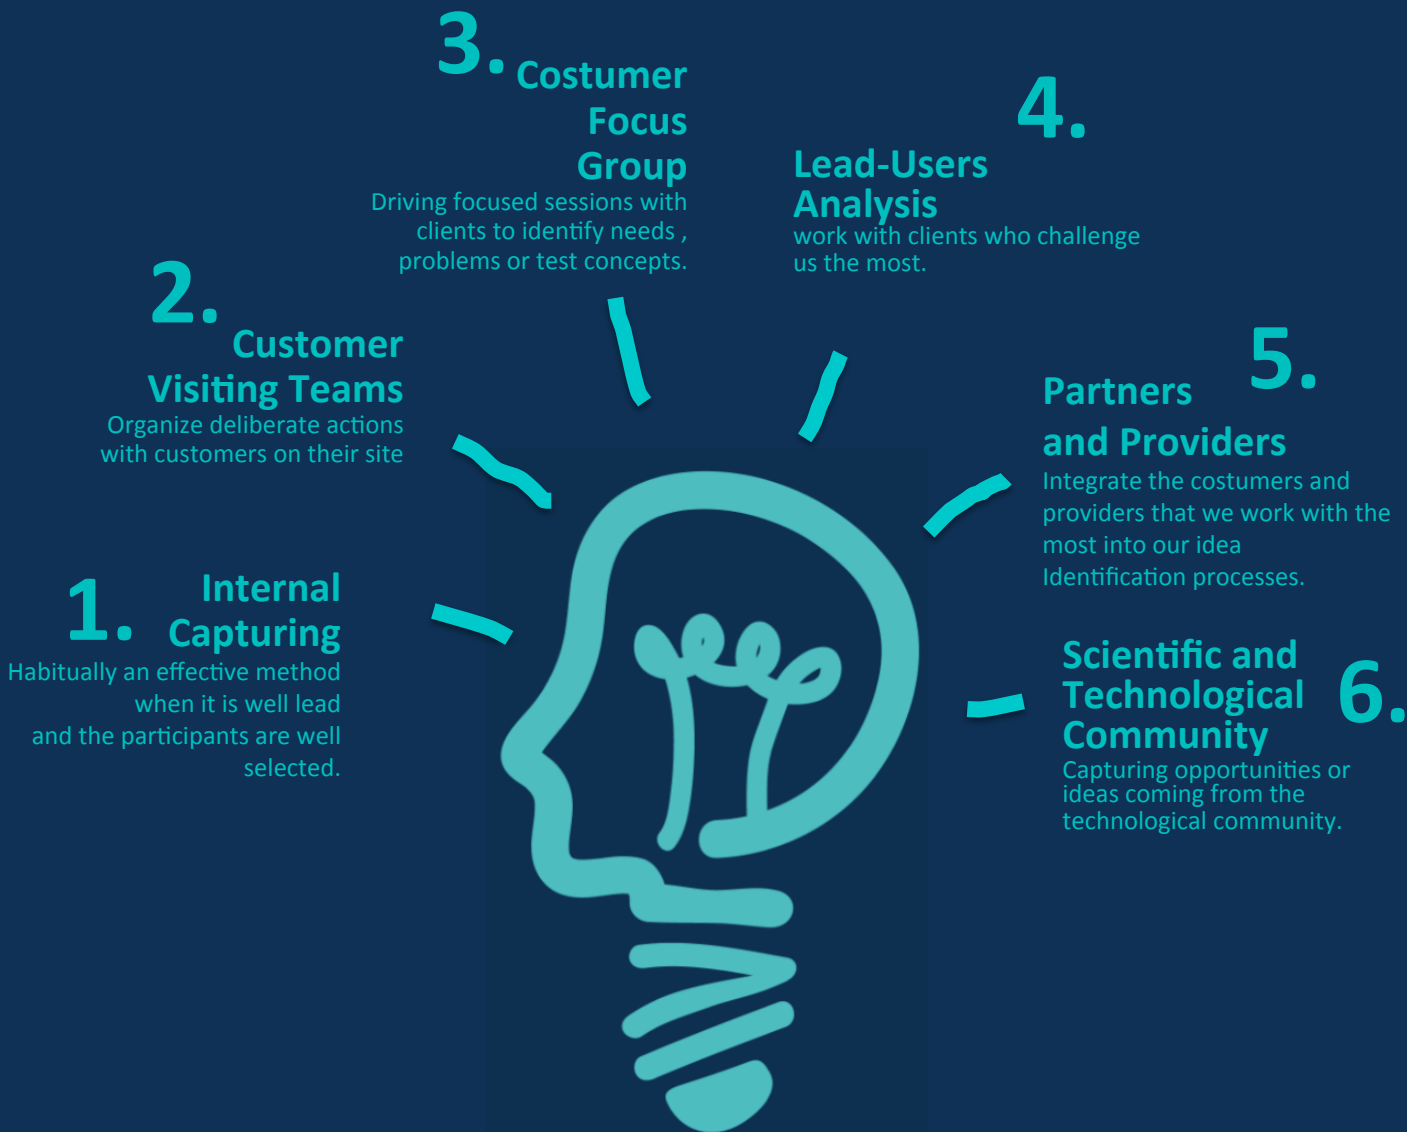 1.
Internal
Capturing
Habitually an effective method
when it is well lead
and the participants are well
selected.
2.
Customer
Visiting Teams
Organize deliberate actions
with customers on their site
3.
Costumer
Focus
Group
Driving focused sessions with
clients to identify needs ,
problems or test concepts.
4.
Lead-Users
Analysis
work with clients who challenge
us the most.
5.
Partners
and Providers
Integrate the costumers and
providers that we work with the
most into our idea
Identification processes.
6.
Scientific and
Technological
Community
Capturing opportunities or
ideas coming from the
technological community.